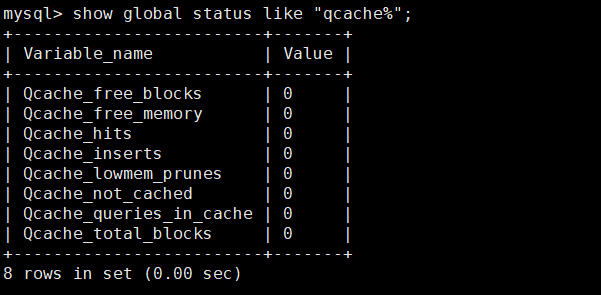 mysql> show global status like "qcache%";
+-------------------------+-------+
| Variable_name           | Value |
+-------------------------+-------+
| Qcache_free_blocks      | 0     |
| Qcache_free_memory      | 0     |
| Qcache_hits             | 0     |
| Qcache_inserts          | 0     |
| Qcache_lowmem_prunes    | 0     |
| Qcache_not_cached       | 0     |
| Qcache_queries_in_cache | 0     |
| Qcache_total_blocks     | 0     |
+-------------------------+-------+
8 rows in set (0.00 sec)